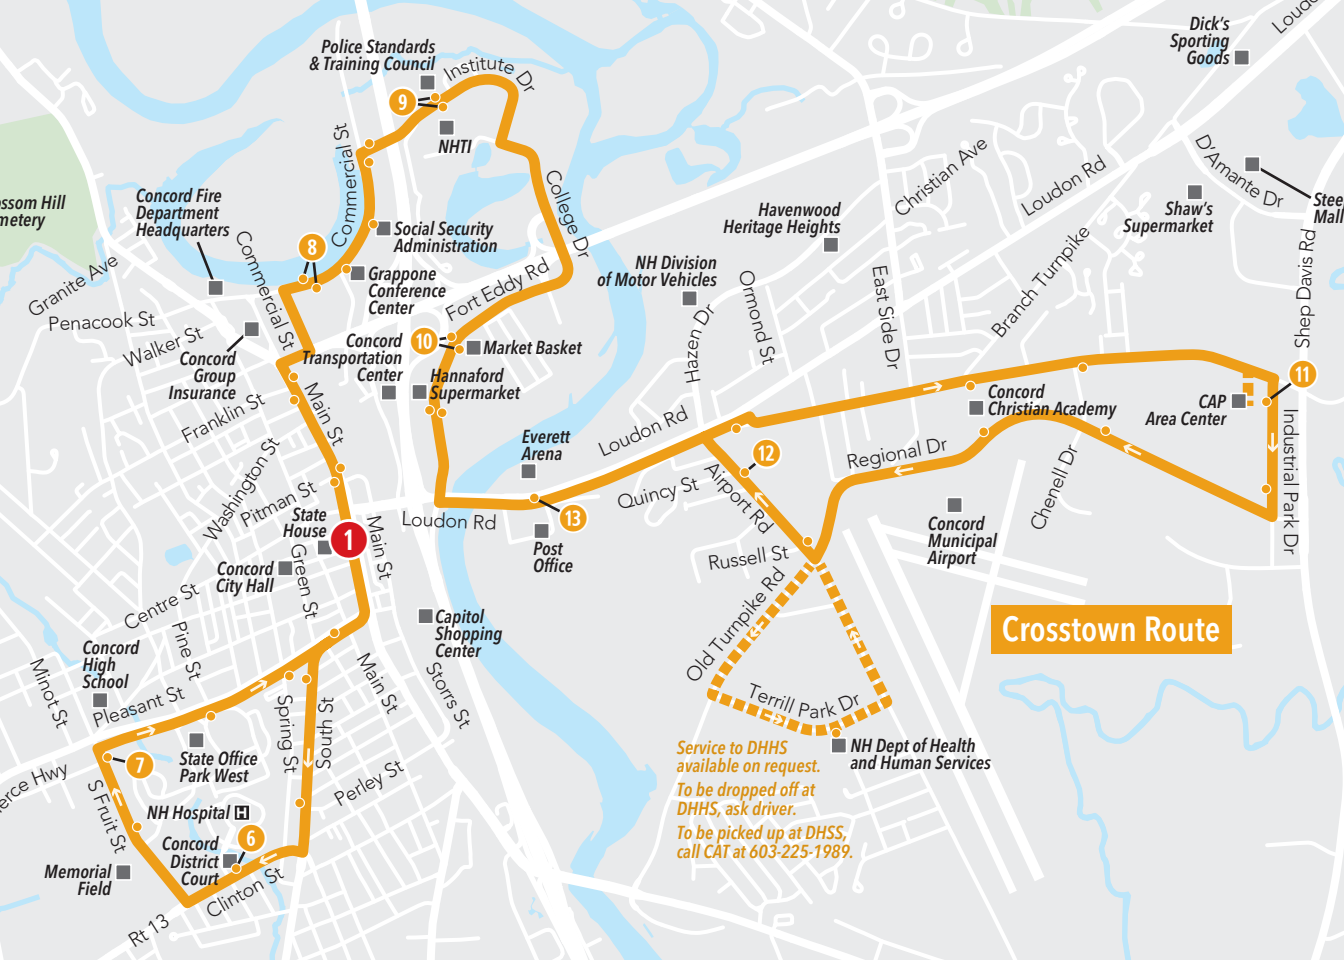 Dick's
Sporting
Goods
Loudo
Police Standards
& Training Council
Institute Dr
9
NHTI
Commercial St
D'Amante Dr
Stee
Mall
Shaw's
Supermarket
Christian Ave
Loudon Rd
ossom Hill
metery
Concord Fire
Department
Headquarters
College Dr
Havenwood
Heritage Heights
Social Security
Administration
8
Commercial St
Granite Ave
Grappone
Conference
Center
Fort Eddy Rd
NH Division
of Motor Vehicles
Ormond St
East Side Dr
Branch Turnpike
Shep Davis Rd
Penacook St
Walker St
Concord
Group
Insurance
Concord
Transportation
Center
10
Market Basket
Hannaford
Supermarket
Hazen Dr
11
Franklin St
Main St
Concord
Christian Academy
CAP
Area Center
Loudon Rd
Everett
Arena
12
Regional Dr
Industrial Park Dr
Washington St
Pitman St
Quincy St
Airport Rd
Chenell Dr
State
House
1
Main St
Loudon Rd
13
Post
Office
Concord
Municipal
Airport
Concord
City Hall
Green St
Russell St
Centre St
Old Turnpike Rd
Capitol
Shopping
Center
Crosstown Route
Pine St
Concord
High
School
Minot St
Pleasant St
Main St
Storrs St
Terrill Park Dr
Spring St
South St
State Office
Park West
7
NH Dept of Health
and Human Services
Service to DHHS
available on request.
To be dropped off at
DHHS, ask driver.
To be picked up at DHSS,
call CAT at 603-225-1989.
erce Hwy
Perley St
S Fruit St
NH Hospital H
6
Concord
District
Court
Memorial
Field
Clinton St
Rt 13